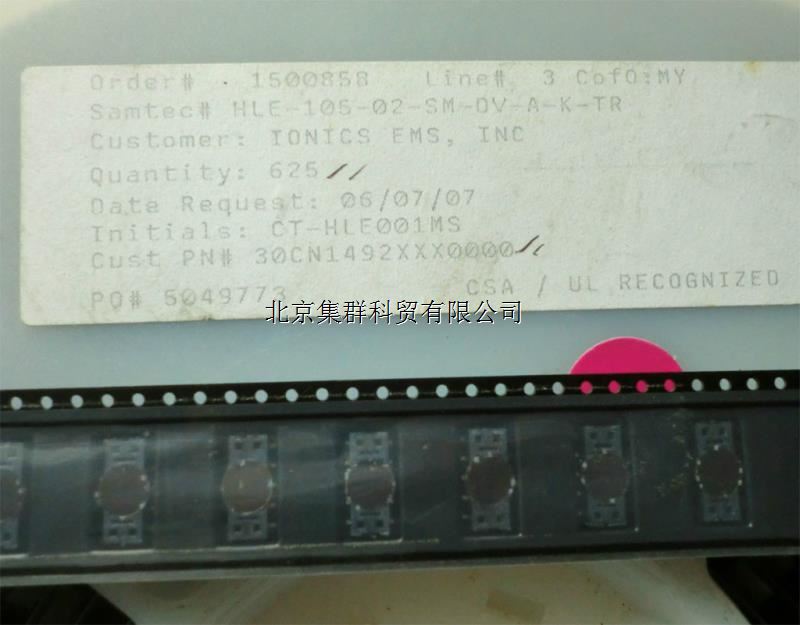 Order# . 1500858 Line# 3 CofO:MY
Samtec# HLE-105-02-SM-DV-A-K-TR
Customer: IONICS EMS, INC
Quantity: 625
Date Request: 06/07/07
Initials: CT-HLE001MS
Cust PN# 30CN1492XXX0000
PO# 5049773 CSA / UL RECOGNIZED
北京集群科贸有限公司